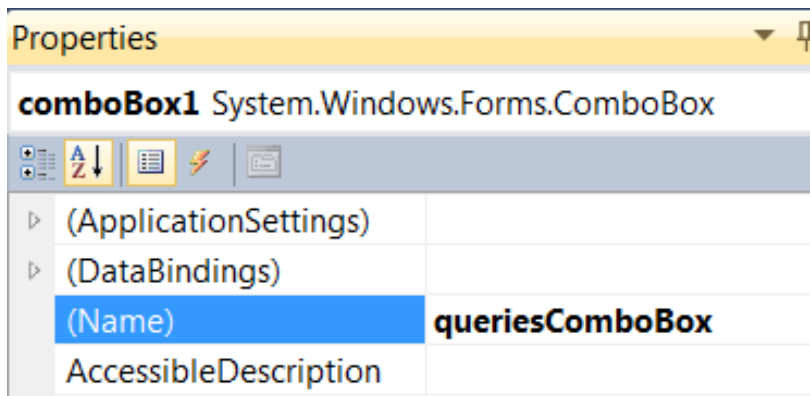 Properties
comboBox1 System.Windows.Forms.ComboBox
A
Z
(ApplicationSettings)
(DataBindings)
(Name) queriesComboBox
AccessibleDescription